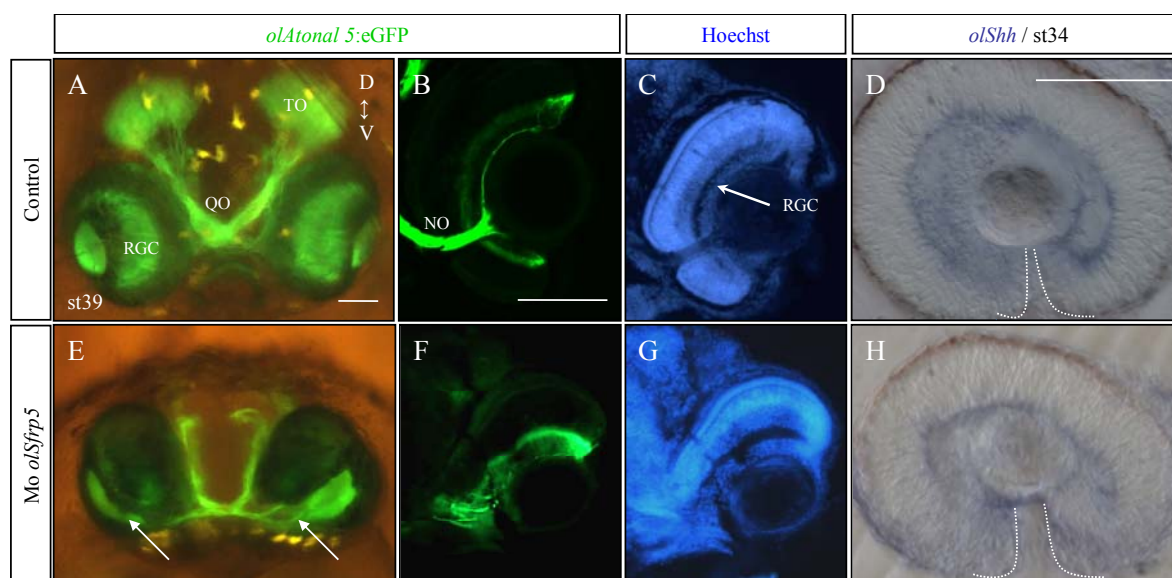 olAtonal 5:eGFP
Hoechst
olShh / st34
Control
A
TO
D
↕
V
QO
RGC
st39
B
NO
C
RGC
D
Mo olSfrp5
E
F
G
H